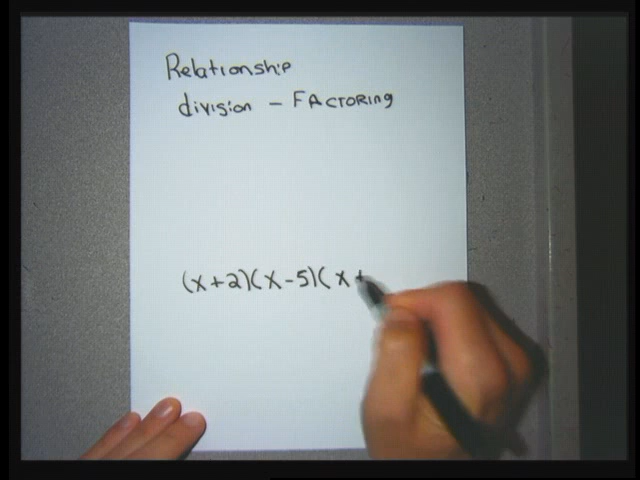 Relationship
division - FACTORING
(x+2)(x-5)(x+